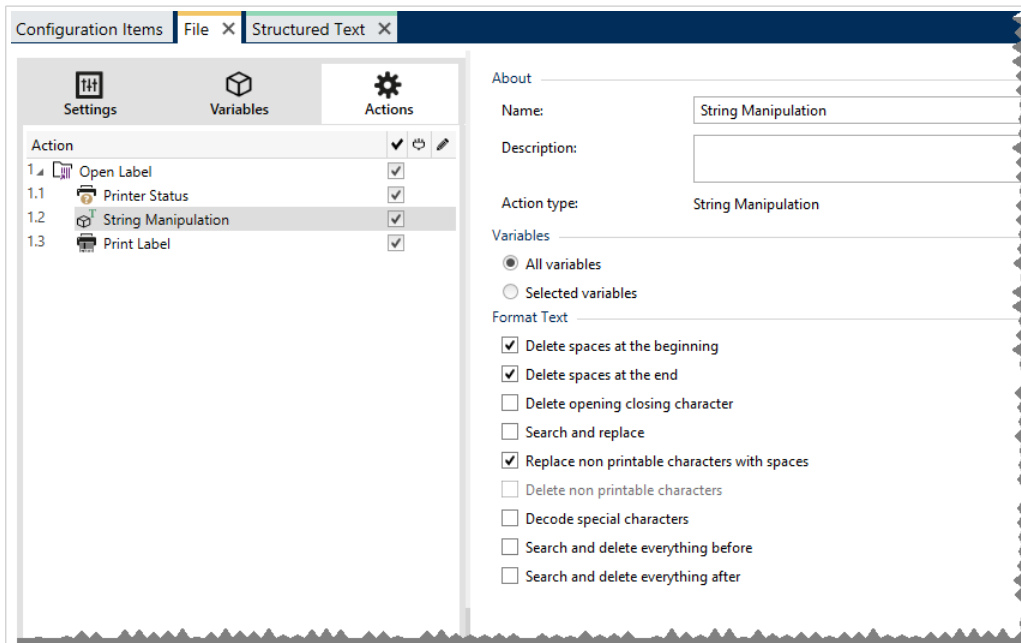 Configuration Items File Structured Text
Settings Variables Actions
Action
1 Open Label
1.1 Printer Status
1.2 String Manipulation
1.3 Print Label
About
Name: String Manipulation
Description:
Action type: String Manipulation
Variables
All variables
Selected variables
Format Text
Delete spaces at the beginning
Delete spaces at the end
Delete opening closing character
Search and replace
Replace non printable characters with spaces
Delete non printable characters
Decode special characters
Search and delete everything before
Search and delete everything after